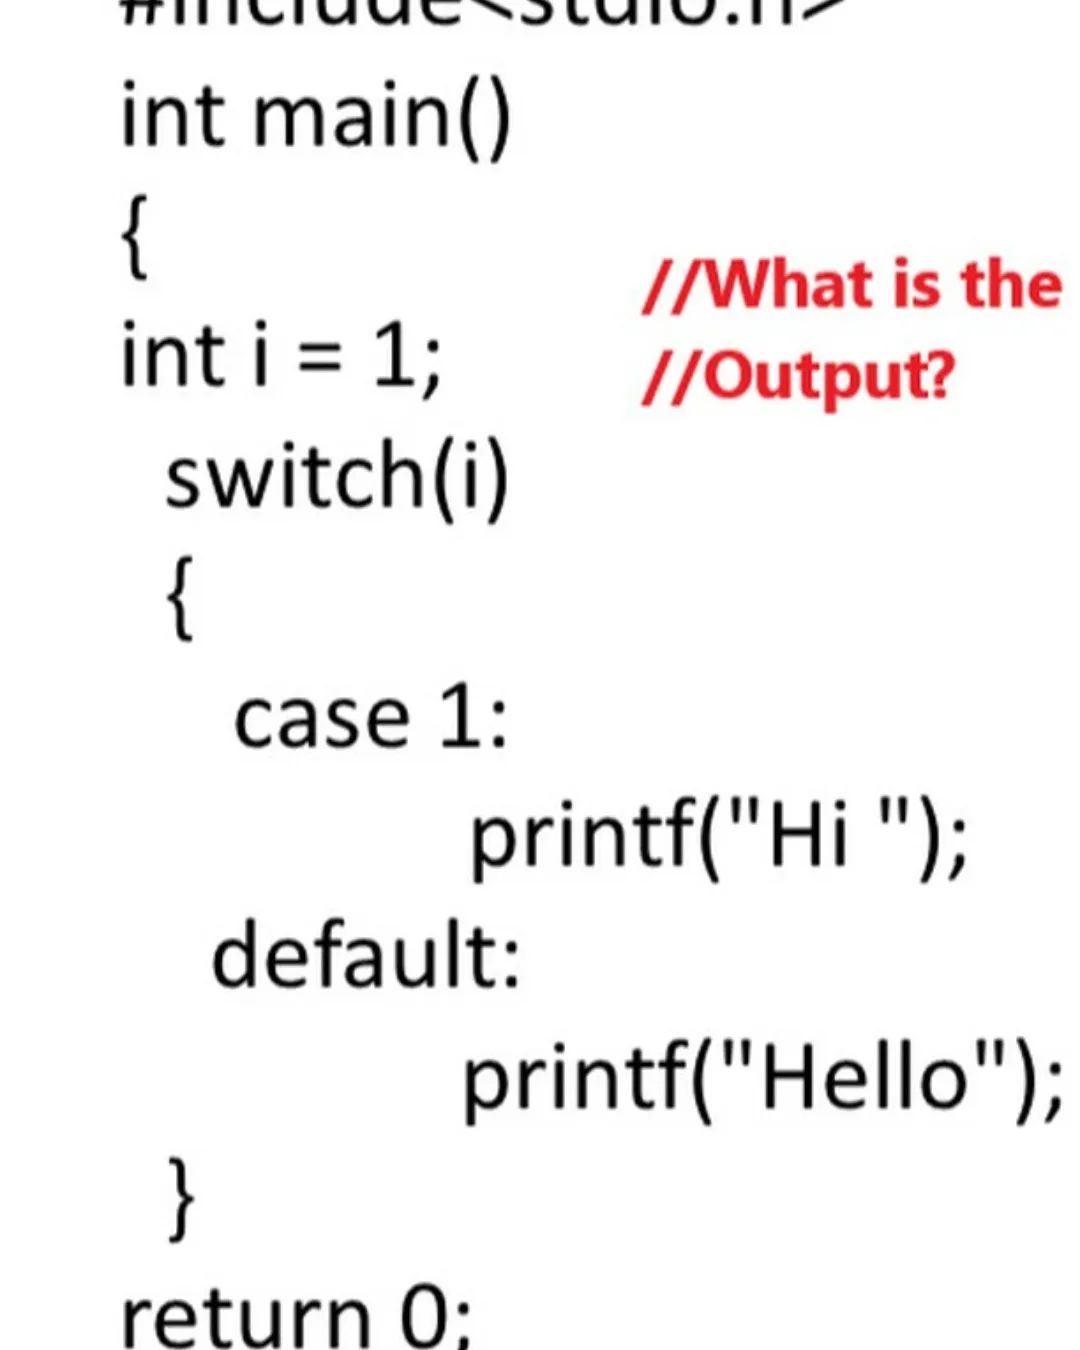 #include<stdio.h>
int main()
{
//What is the
int i = 1;
//Output?
switch(i)
{
case 1:
printf("Hi ");
default:
printf("Hello");
}
return 0;